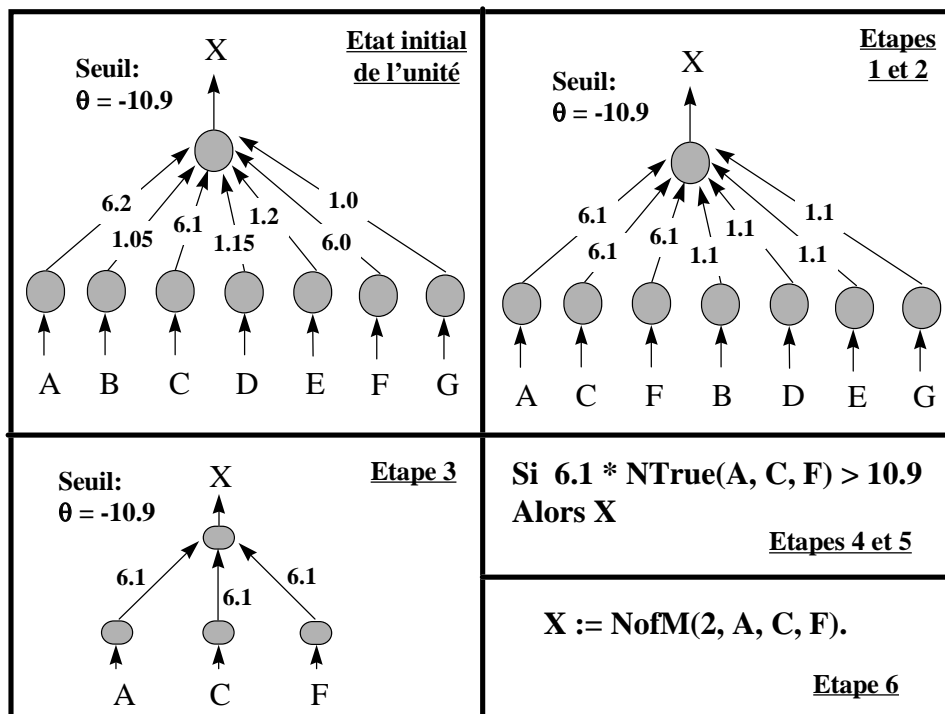 Etat initial
de l'unité
X
Seuil:
θ = -10.9
6.2
1.05
6.1
1.15
1.2
6.0
1.0
A B C D E F G
Etapes
1 et 2
X
Seuil:
θ = -10.9
6.1
6.1
6.1
1.1
1.1
1.1
1.1
A C F B D E G
Etape 3
X
Seuil:
θ = -10.9
6.1
6.1
6.1
A C F
Si 6.1 * NTrue(A, C, F) > 10.9
Alors X
Etapes 4 et 5
X := NofM(2, A, C, F).
Etape 6